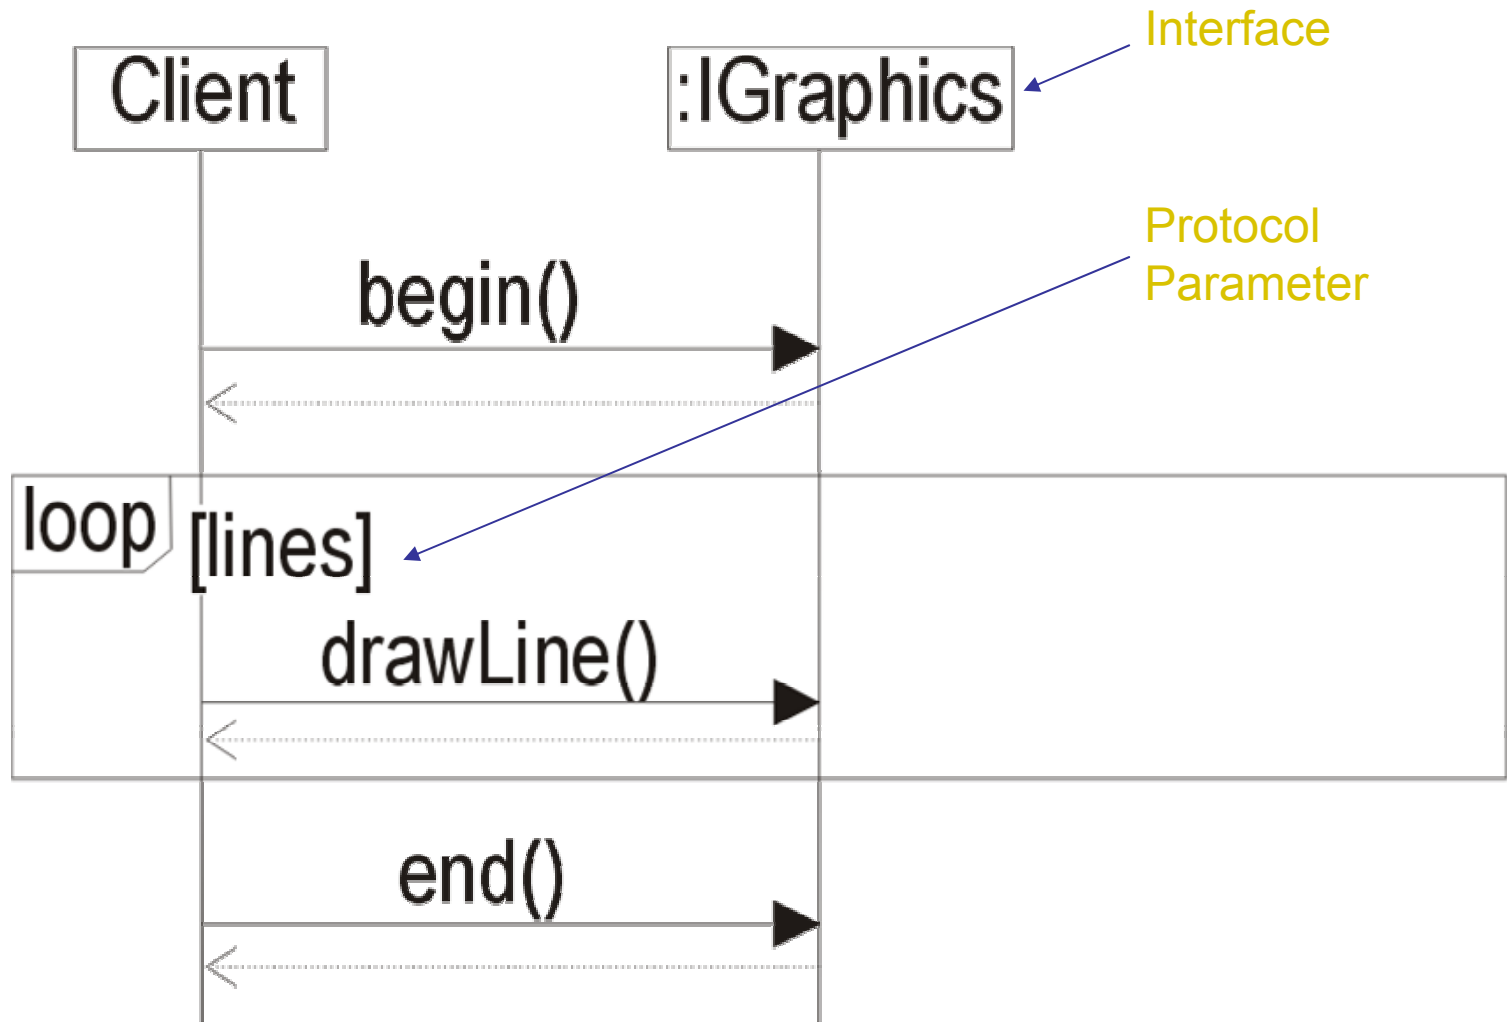 Interface
Client
:IGraphics
Protocol
Parameter
begin()
loop
[lines]
drawLine()
end()